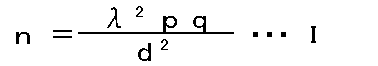 n = λ² p q / d² … I